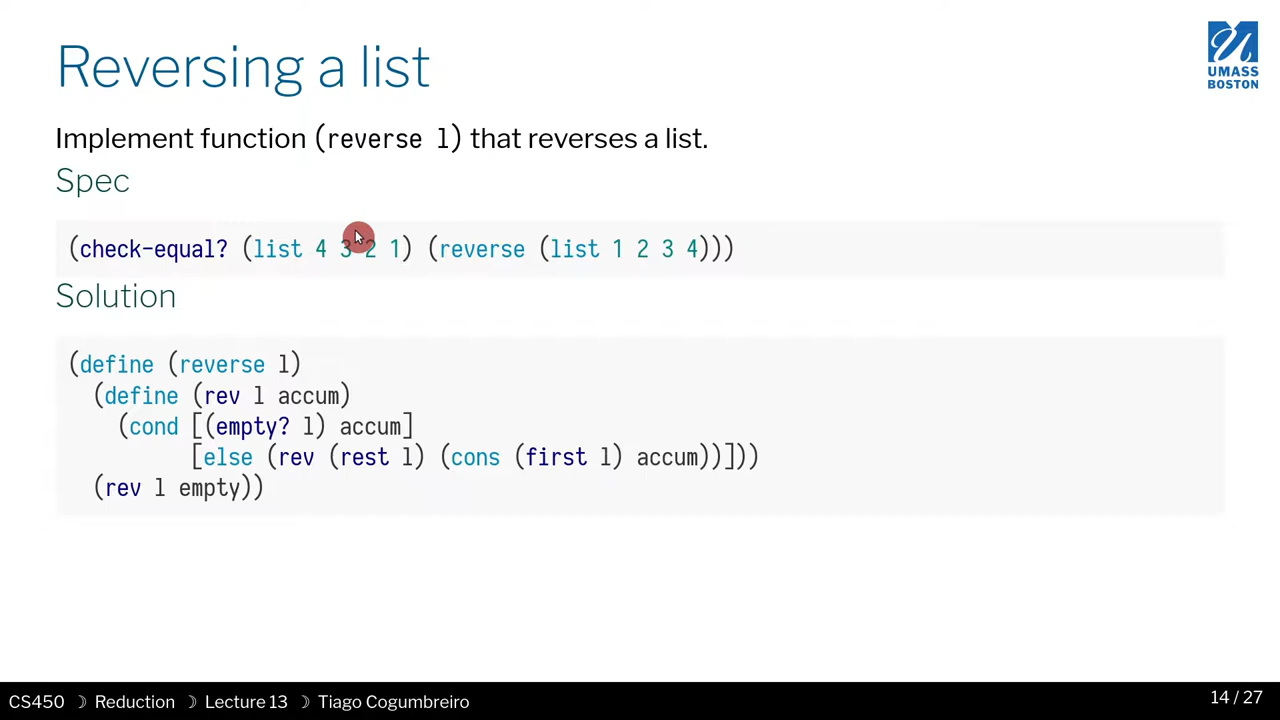 Reversing a list
UMASS
BOSTON
Implement function (reverse l) that reverses a list.
Spec
(check-equal? (list 4 3 2 1) (reverse (list 1 2 3 4)))
Solution
(define (reverse l)
  (define (rev l accum)
    (cond [(empty? l) accum]
          [else (rev (rest l) (cons (first l) accum))]))
  (rev l empty))
CS450 ☽ Reduction ☽ Lecture 13 ☽ Tiago Cogumbreiro
14 / 27